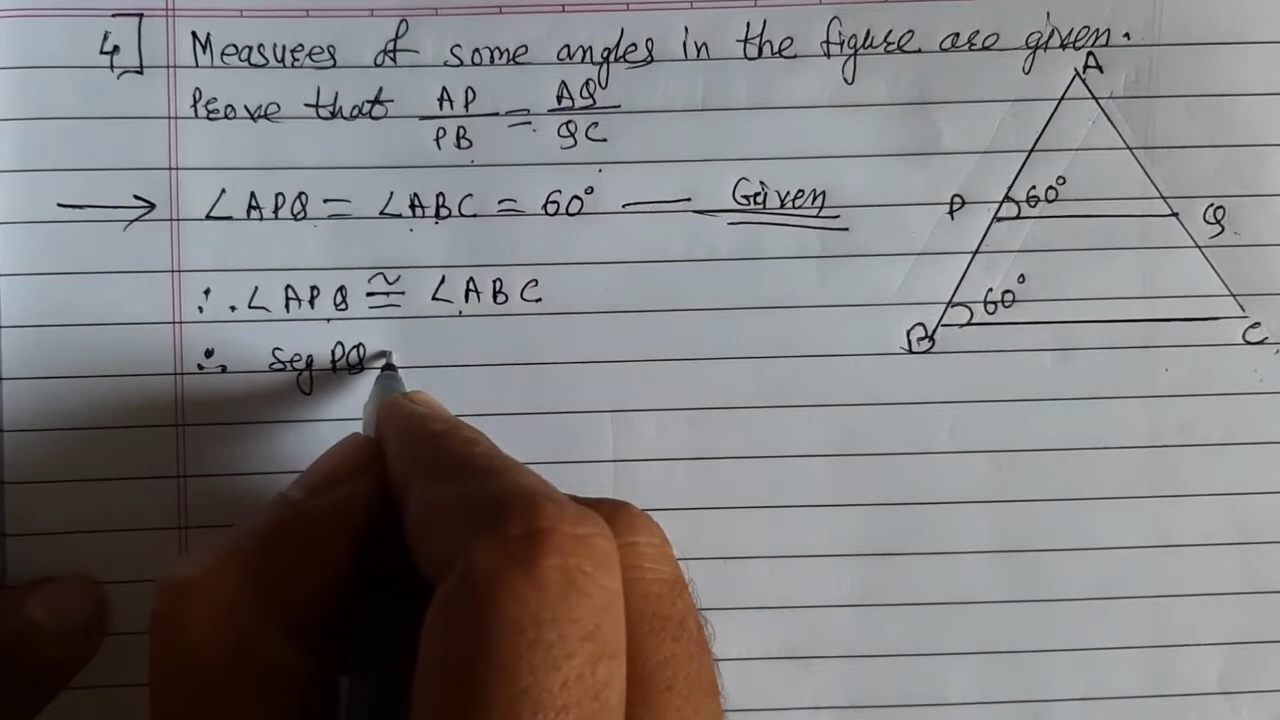 4] Measures of some angles in the figure are given.
Prove that AP/PB = AQ/QC
→ ∠APQ = ∠ABC = 60° — Given
∴ ∠APQ ≅ ∠ABC
∴ seg PQ
A
P 60° Q
60°
B C